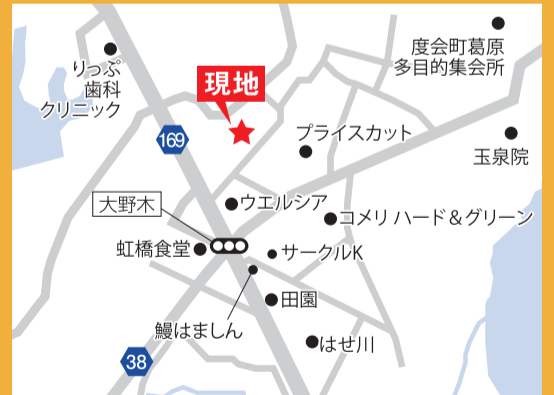 度会町葛原
多目的集会所
りっぷ
歯科
クリニック
現地
169
プライスカット
玉泉院
大野木
ウエルシア
コメリ ハード＆グリーン
虹橋食堂
サークルK
田園
鰻はましん
はせ川
38